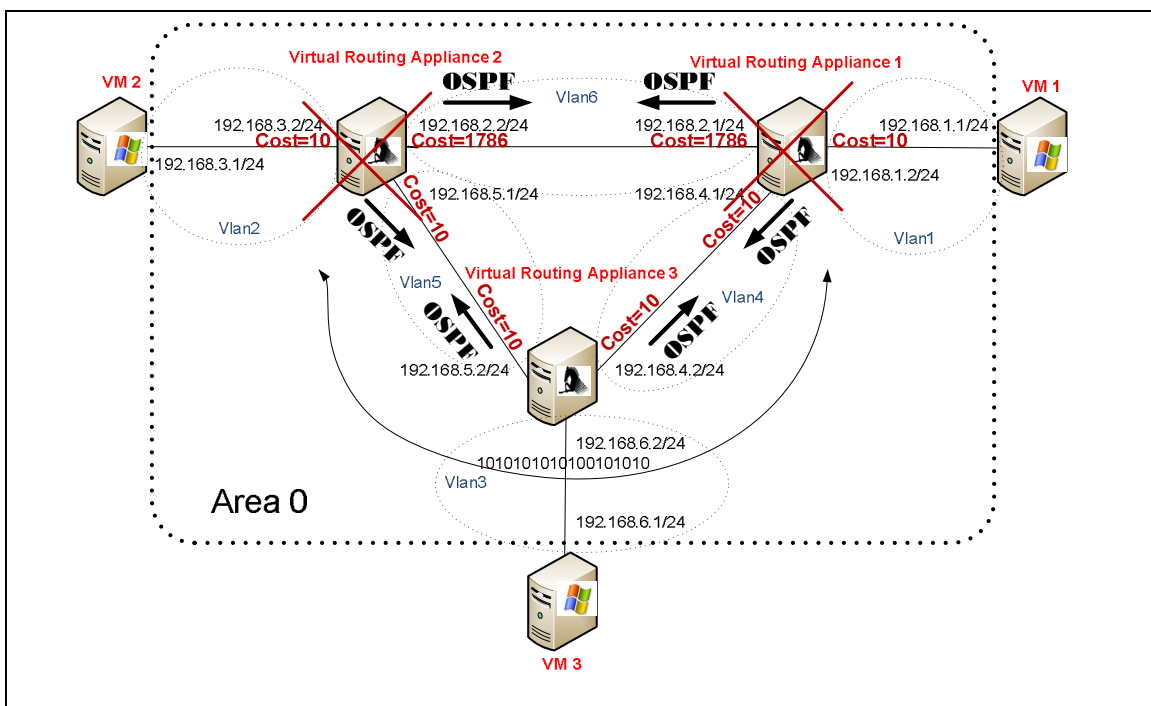 Virtual Routing Appliance 2
Virtual Routing Appliance 1
VM 2
OSPF
OSPF
VM 1
Vlan6
192.168.3.2/24
192.168.2.2/24
192.168.2.1/24
192.168.1.1/24
Cost=10
Cost=1786
Cost=1786
Cost=10
192.168.3.1/24
192.168.1.2/24
192.168.5.1/24
192.168.4.1/24
Cost=10
Cost=10
Vlan2
OSPF
OSPF
Vlan1
Virtual Routing Appliance 3
Vlan5
Vlan4
Cost=10
Cost=10
OSPF
OSPF
192.168.5.2/24
192.168.4.2/24
192.168.6.2/24
1010101010100101010
Vlan3
Area 0
192.168.6.1/24
VM 3